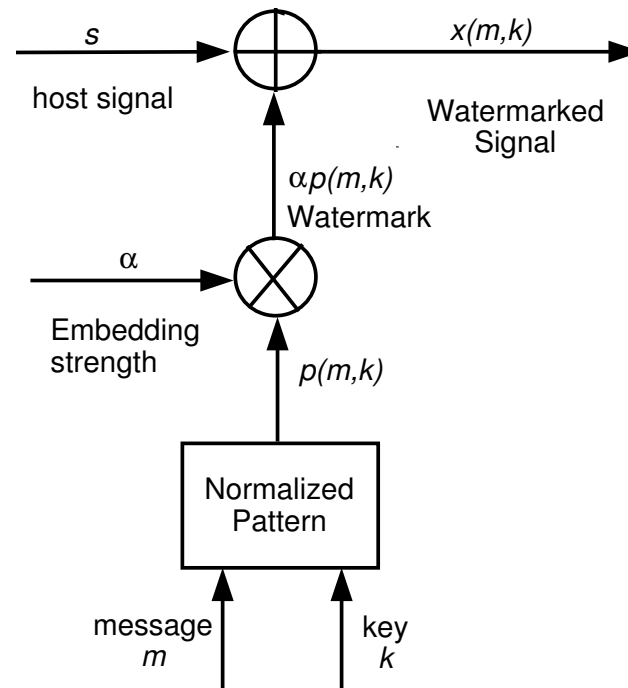 s
x(m,k)
host signal
Watermarked
Signal
αp(m,k)
Watermark
α
Embedding
strength
p(m,k)
Normalized
Pattern
message
m
key
k